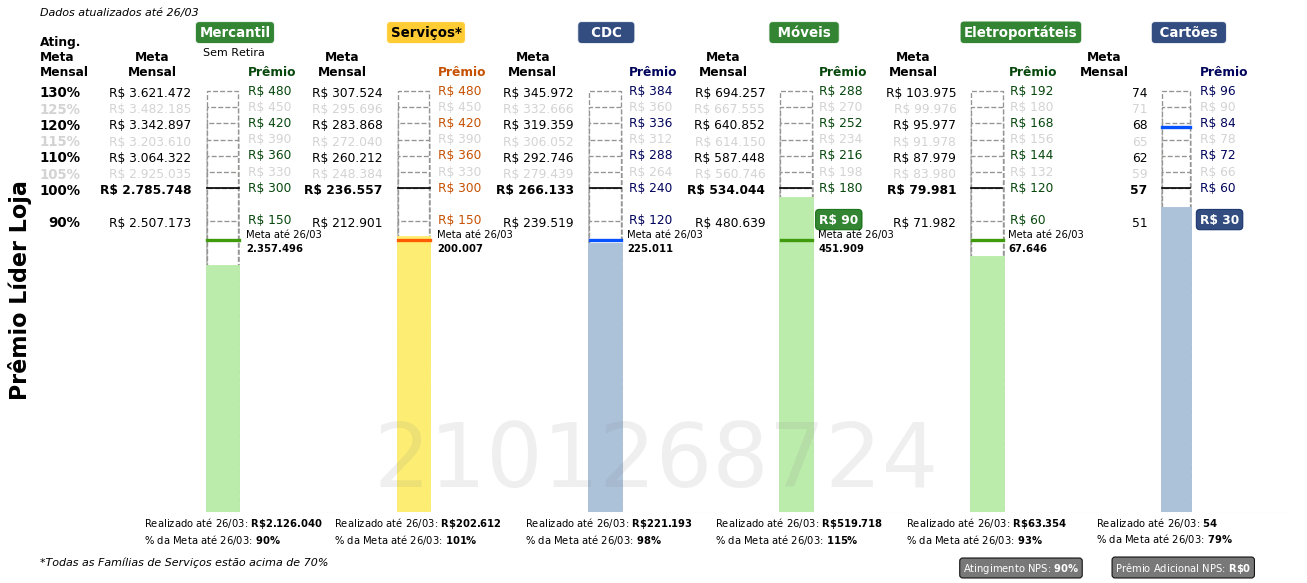 Dados atualizados até 26/03
Mercantil Serviços* CDC Móveis Eletroportáteis Cartões
Sem Retira
Ating. Meta Mensal Meta Mensal Prêmio Meta Mensal Prêmio Meta Mensal Prêmio Meta Mensal Prêmio Meta Mensal Prêmio Meta Mensal Prêmio
130% R$ 3.621.472 R$ 480 R$ 307.524 R$ 480 R$ 345.972 R$ 384 R$ 694.257 R$ 288 R$ 103.975 R$ 192 74 R$ 96
125% R$ 3.482.185 R$ 450 R$ 295.696 R$ 450 R$ 332.666 R$ 360 R$ 667.555 R$ 270 R$ 99.976 R$ 180 71 R$ 90
120% R$ 3.342.897 R$ 420 R$ 283.868 R$ 420 R$ 319.359 R$ 336 R$ 640.852 R$ 252 R$ 95.977 R$ 168 68 R$ 84
115% R$ 3.203.610 R$ 390 R$ 272.040 R$ 390 R$ 306.052 R$ 312 R$ 614.150 R$ 234 R$ 91.978 R$ 156 65 R$ 78
110% R$ 3.064.322 R$ 360 R$ 260.212 R$ 360 R$ 292.746 R$ 288 R$ 587.448 R$ 216 R$ 87.979 R$ 144 62 R$ 72
105% R$ 2.925.035 R$ 330 R$ 248.384 R$ 330 R$ 279.439 R$ 264 R$ 560.746 R$ 198 R$ 83.980 R$ 132 59 R$ 66
100% R$ 2.785.748 R$ 300 R$ 236.557 R$ 300 R$ 266.133 R$ 240 R$ 534.044 R$ 180 R$ 79.981 R$ 120 57 R$ 60
90% R$ 2.507.173 R$ 150 R$ 212.901 R$ 150 R$ 239.519 R$ 120 R$ 480.639 R$ 90 R$ 71.982 R$ 60 51 R$ 30
Meta até 26/03 Meta até 26/03 Meta até 26/03 Meta até 26/03 Meta até 26/03
2.357.496 200.007 225.011 451.909 67.646
Prêmio Líder Loja
2101268724
Realizado até 26/03: R$2.126.040 Realizado até 26/03: R$202.612 Realizado até 26/03: R$221.193 Realizado até 26/03: R$519.718 Realizado até 26/03: R$63.354 Realizado até 26/03: 54
% da Meta até 26/03: 90% % da Meta até 26/03: 101% % da Meta até 26/03: 98% % da Meta até 26/03: 115% % da Meta até 26/03: 93% % da Meta até 26/03: 79%
*Todas as Famílias de Serviços estão acima de 70%
Atingimento NPS: 90% Prêmio Adicional NPS: R$0